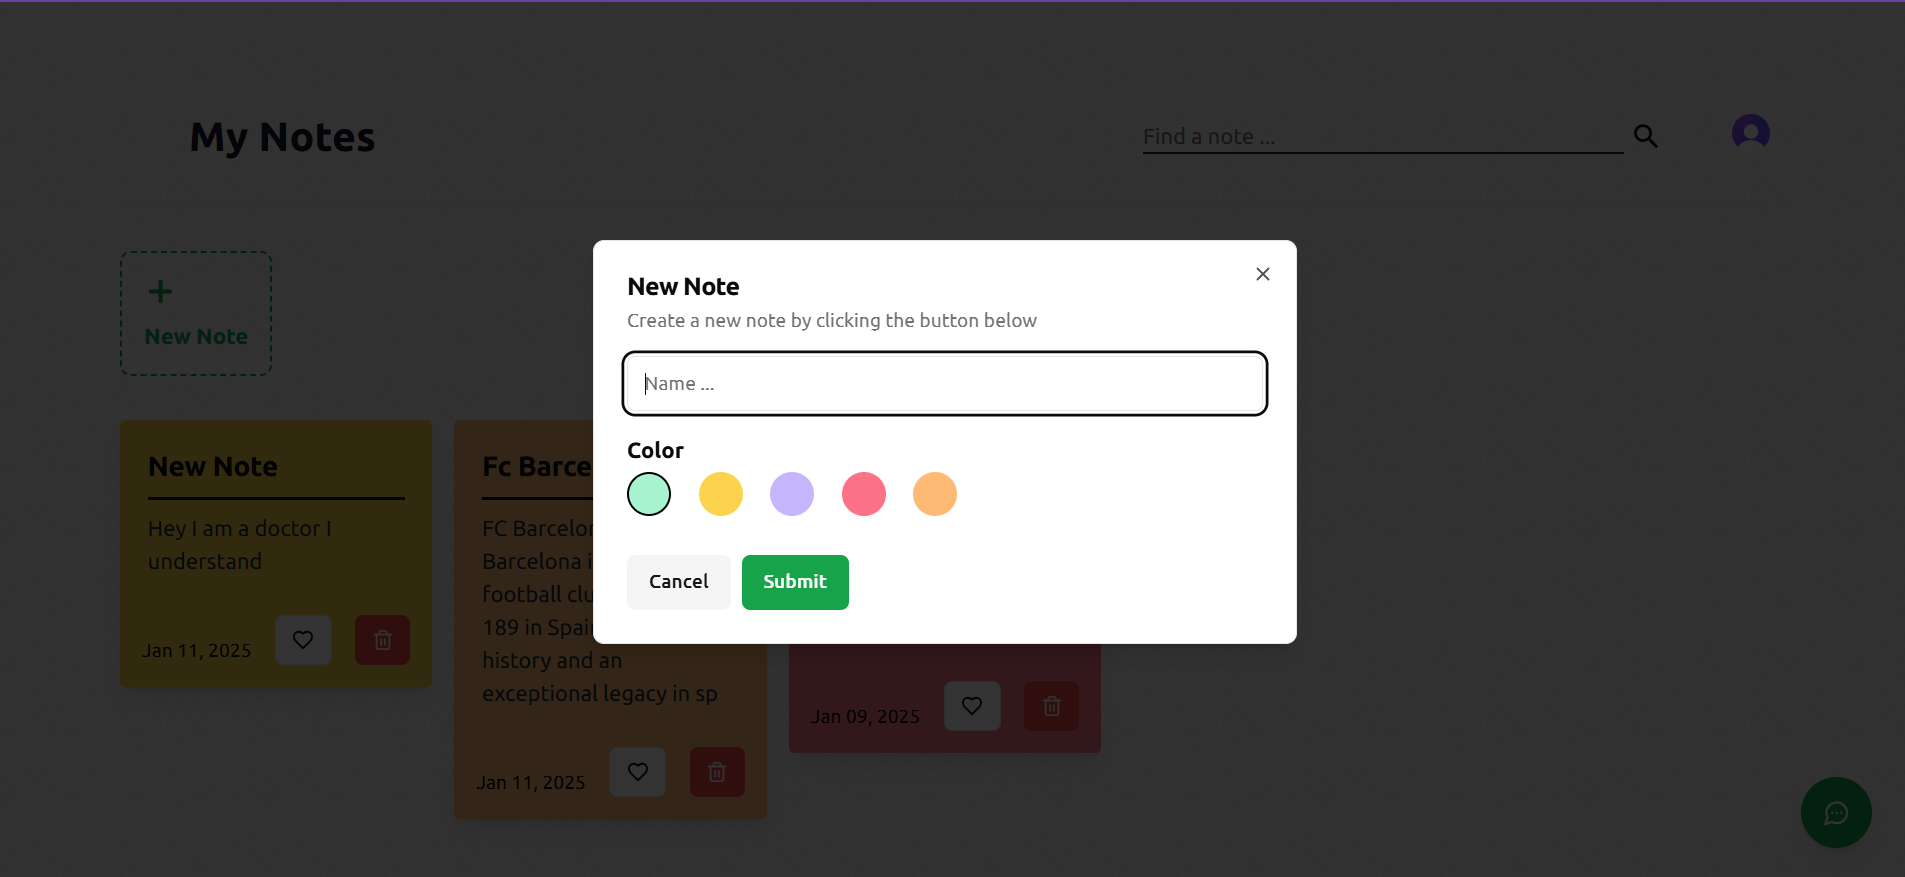 My Notes
Find a note ...
New Note
New Note
Create a new note by clicking the button below
Name ...
Color
Cancel
Submit
New Note
Hey I am a doctor I
understand
Jan 11, 2025
Fc Barce
FC Barcelon
Barcelona i
football clu
189 in Spai
history and an
exceptional legacy in sp
Jan 11, 2025
Jan 09, 2025